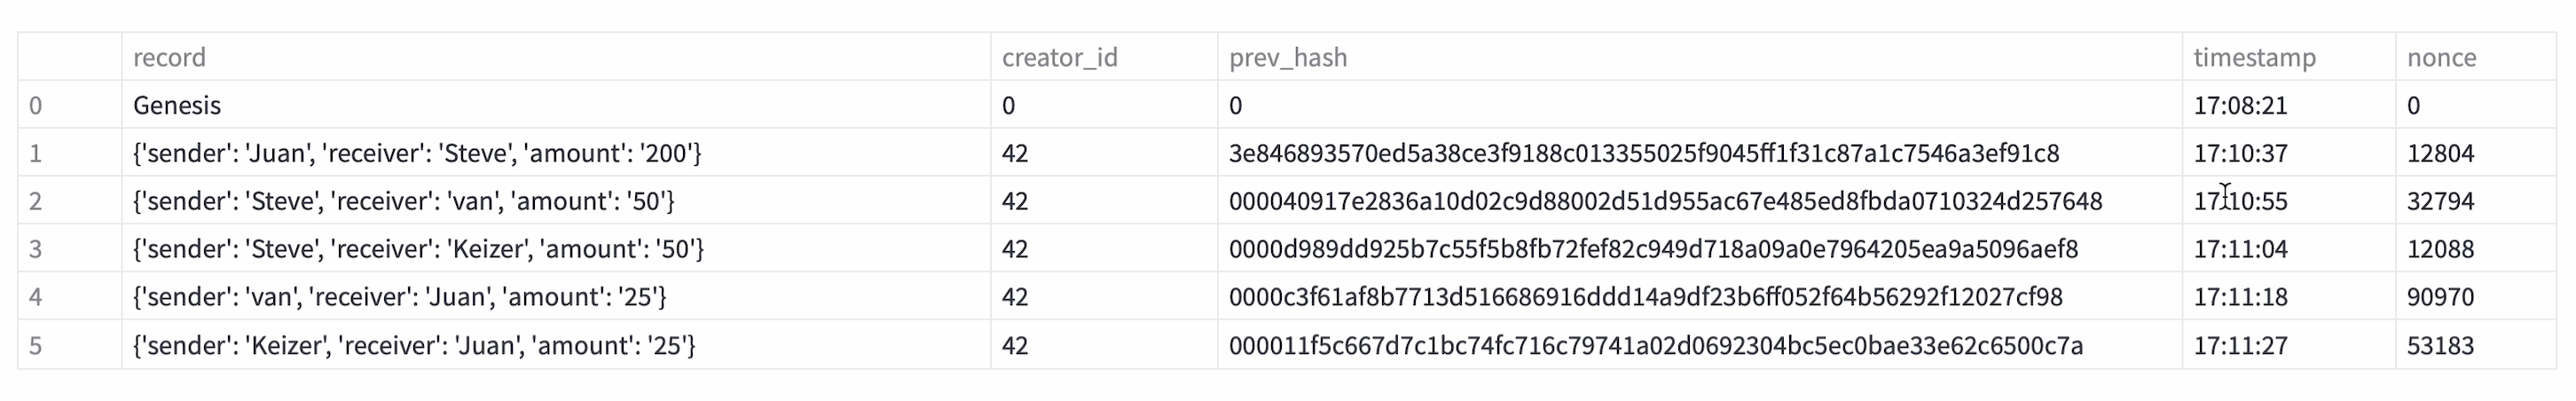 record creator_id prev_hash timestamp nonce
0 Genesis 0 0 17:08:21 0
1 {'sender': 'Juan', 'receiver': 'Steve', 'amount': '200'} 42 3e846893570ed5a38ce3f9188c013355025f9045ff1f31c87a1c7546a3ef91c8 17:10:37 12804
2 {'sender': 'Steve', 'receiver': 'van', 'amount': '50'} 42 000040917e2836a10d02c9d88002d51d955ac67e485ed8fbda0710324d257648 17:10:55 32794
3 {'sender': 'Steve', 'receiver': 'Keizer', 'amount': '50'} 42 0000d989dd925b7c55f5b8fb72fef82c949d718a09a0e7964205ea9a5096aef8 17:11:04 12088
4 {'sender': 'van', 'receiver': 'Juan', 'amount': '25'} 42 0000c3f61af8b7713d516686916ddd14a9df23b6ff052f64b56292f12027cf98 17:11:18 90970
5 {'sender': 'Keizer', 'receiver': 'Juan', 'amount': '25'} 42 000011f5c667d7c1bc74fc716c79741a02d0692304bc5ec0bae33e62c6500c7a 17:11:27 53183